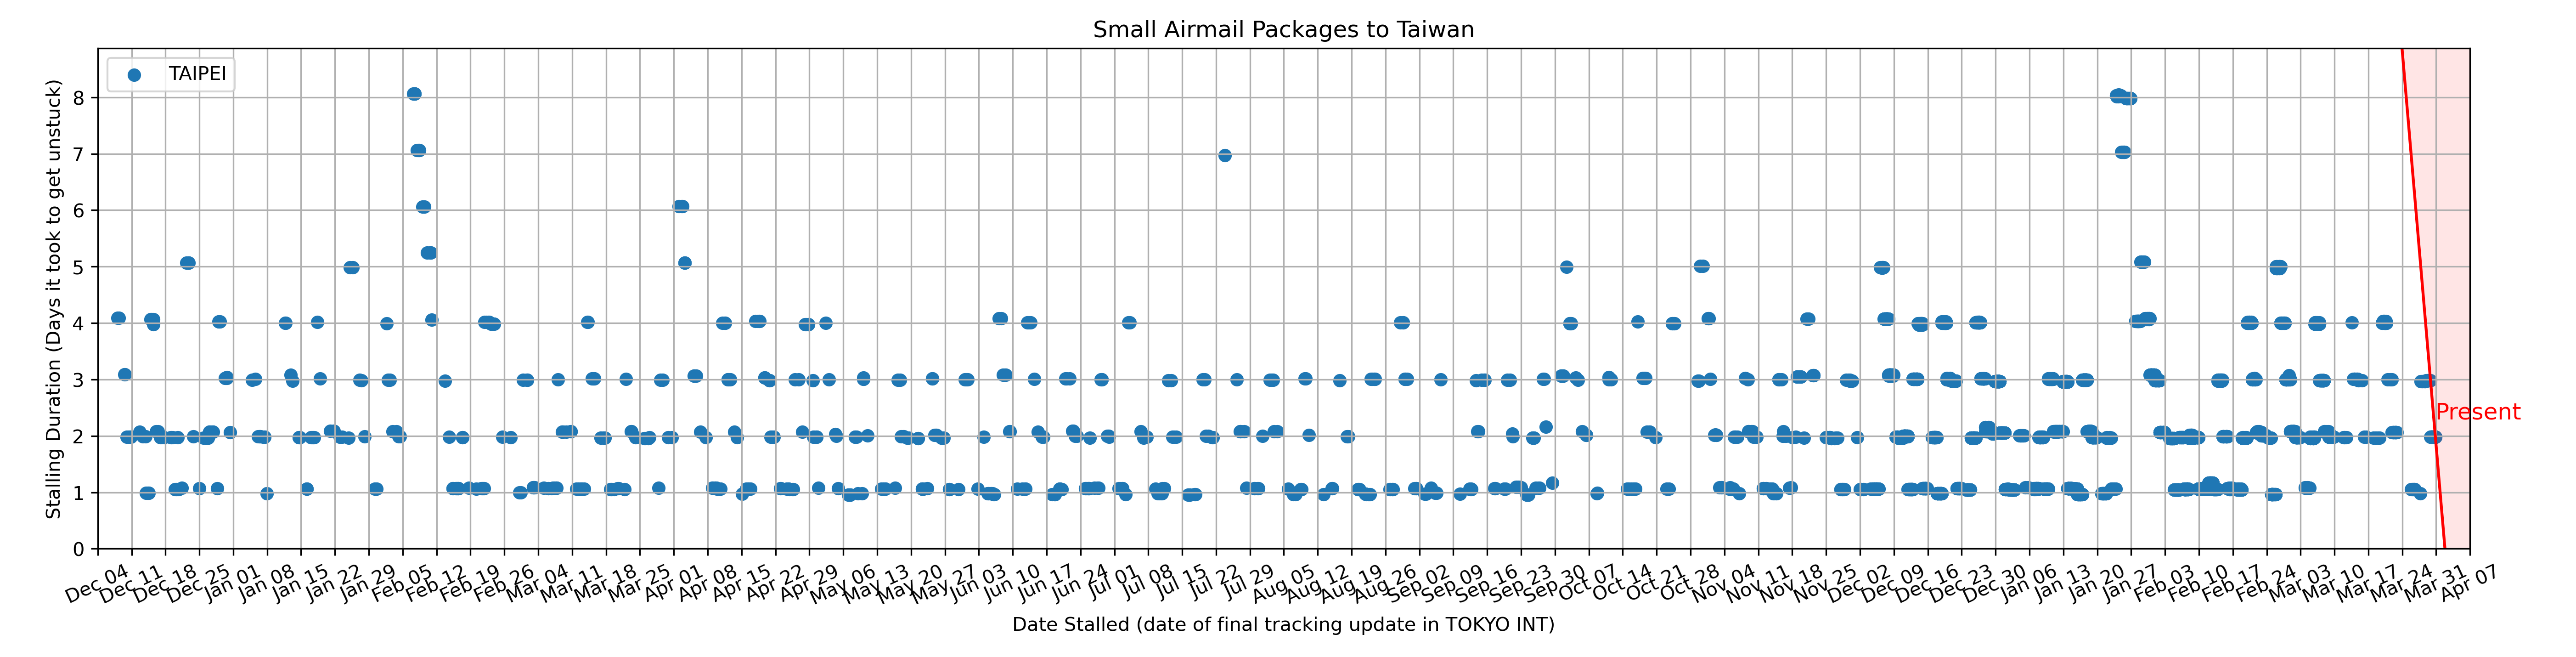 Small Airmail Packages to Taiwan
TAIPEI
Stalling Duration (Days it took to get unstuck)
8
7
6
5
4
3
2
1
0
Present
Dec 04
Dec 11
Dec 18
Dec 25
Jan 01
Jan 08
Jan 15
Jan 22
Jan 29
Feb 05
Feb 12
Feb 19
Feb 26
Mar 04
Mar 11
Mar 18
Mar 25
Apr 01
Apr 08
Apr 15
Apr 22
Apr 29
May 06
May 13
May 20
May 27
Jun 03
Jun 10
Jun 17
Jun 24
Jul 01
Jul 08
Jul 15
Jul 22
Jul 29
Aug 05
Aug 12
Aug 19
Aug 26
Sep 02
Sep 09
Sep 16
Sep 23
Sep 30
Oct 07
Oct 14
Oct 21
Oct 28
Nov 04
Nov 11
Nov 18
Nov 25
Dec 02
Dec 09
Dec 16
Dec 23
Dec 30
Jan 06
Jan 13
Jan 20
Jan 27
Feb 03
Feb 10
Feb 17
Feb 24
Mar 03
Mar 10
Mar 17
Mar 24
Mar 31
Apr 07
Date Stalled (date of final tracking update in TOKYO INT)